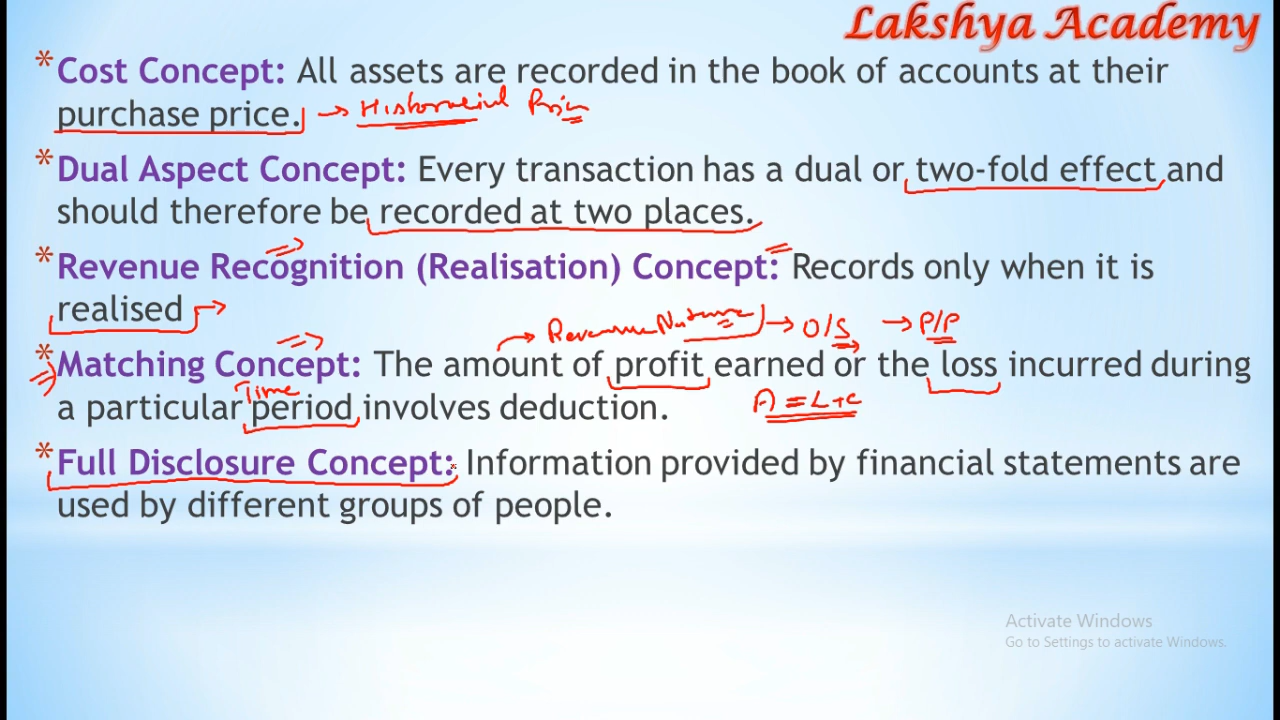 Lakshya Academy
* Cost Concept: All assets are recorded in the book of accounts at their
purchase price. → Historical Price
* Dual Aspect Concept: Every transaction has a dual or two-fold effect and
should therefore be recorded at two places.
* Revenue Recognition (Realisation) Concept: Records only when it is
realised →
→ Revenue Nature → O/S → P/P
* Matching Concept: The amount of profit earned or the loss incurred during
Time
a particular period involves deduction. A = L+C
* Full Disclosure Concept: Information provided by financial statements are
used by different groups of people.
Activate Windows
Go to Settings to activate Windows.